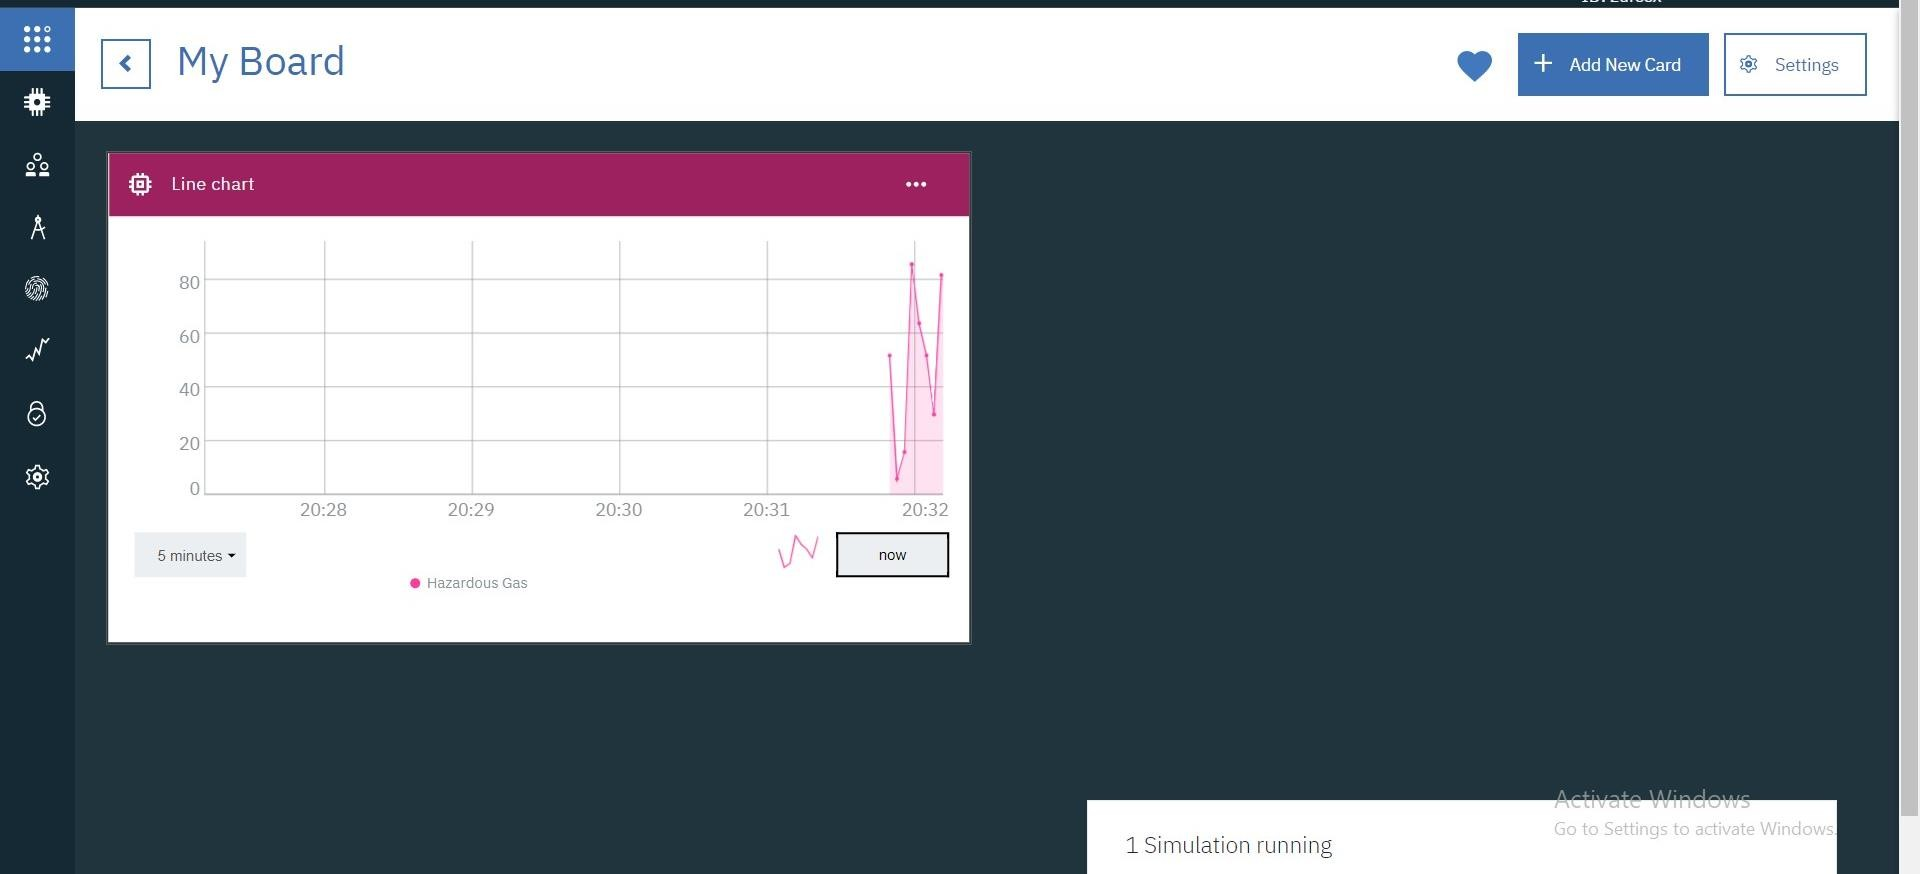 My Board
Add New Card
Settings
Line chart
80
60
40
20
0
20:28
20:29
20:30
20:31
20:32
5 minutes
now
Hazardous Gas
Activate Windows
Go to Settings to activate Windows.
1 Simulation running